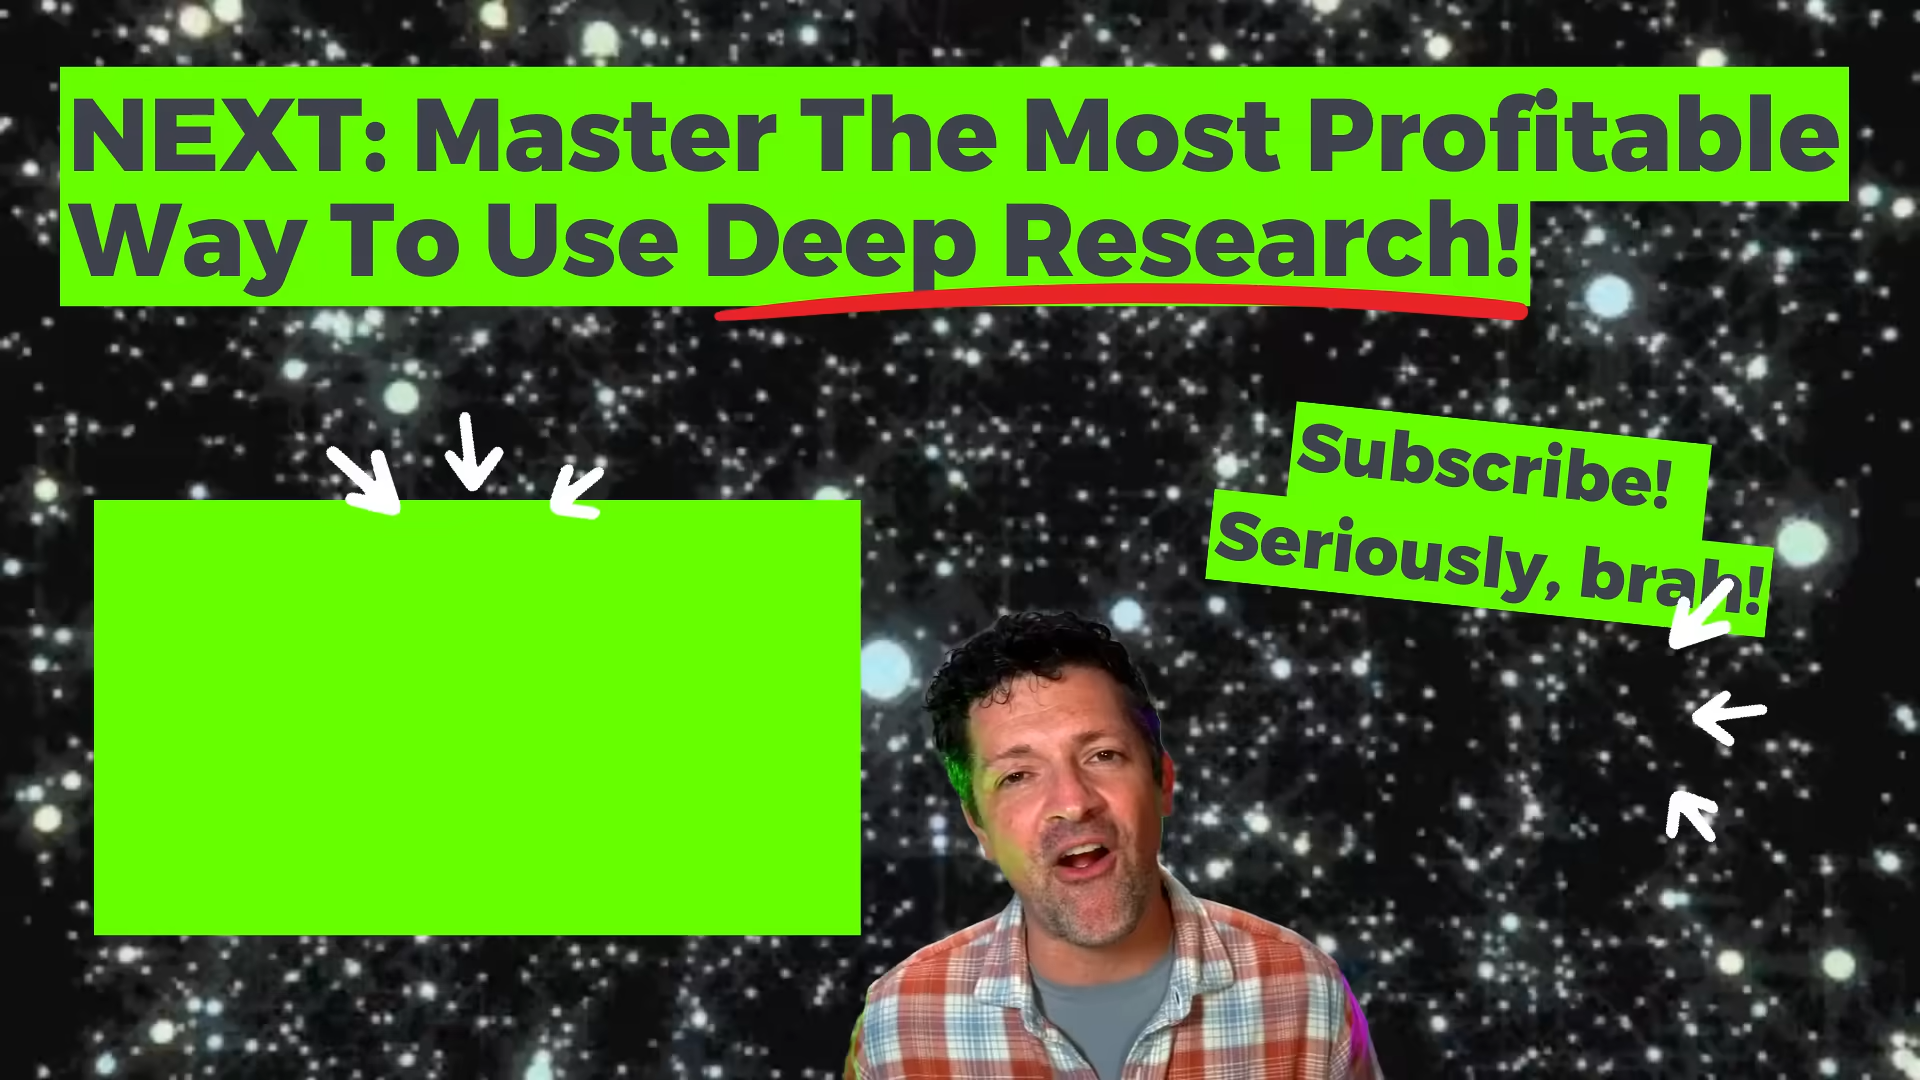 NEXT: Master The Most Profitable
Way To Use Deep Research!
Subscribe!
Seriously, brah!